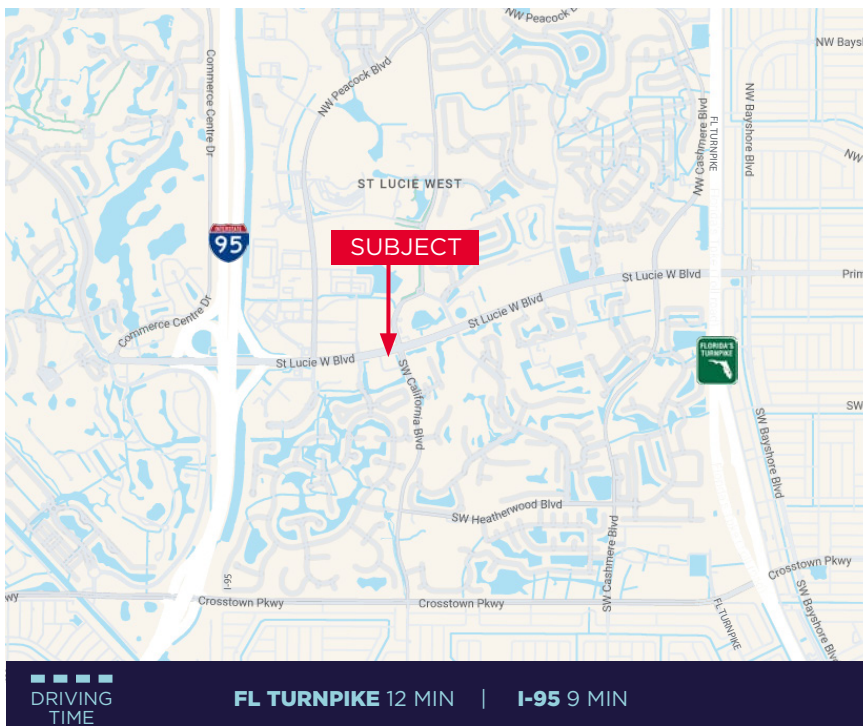 NW Peacock B
NW Bays
Commerce Centre Dr
NW Peacock Blvd
NW Cashmere Blvd
FL TURNPIKE
NW Bayshore Blvd
NW
ST LUCIE WEST
INTERSTATE
95
SUBJECT
St Lucie W Blvd
Prim
Commerce Centre Dr
St Lucie W Blvd
St Lucie W Blvd
FLORIDA'S
TURNPIKE
SW California Blvd
SW
SW Bayshore Blvd
SW Heatherwood Blvd
SW Cashmere Blvd
Crosstown Pkwy
I-95
wy
Crosstown Pkwy
Crosstown Pkwy
FL TURNPIKE
SW Bayshore Blvd
DRIVING
TIME
FL TURNPIKE 12 MIN | I-95 9 MIN